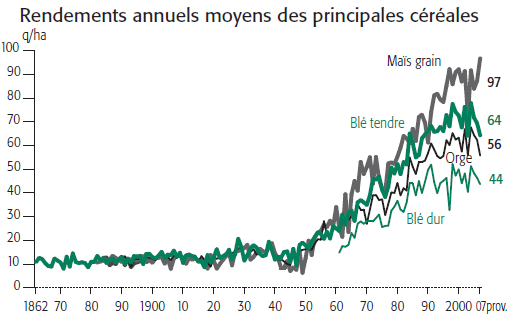 Rendements annuels moyens des principales céréales
q/ha
100
90
80
70
60
50
40
30
20
10
0
Maïs grain
97
Blé tendre
64
56
Orge
44
Blé dur
1862 70 80 90 1900 10 20 30 40 50 60 70 80 90 2000 07prov.